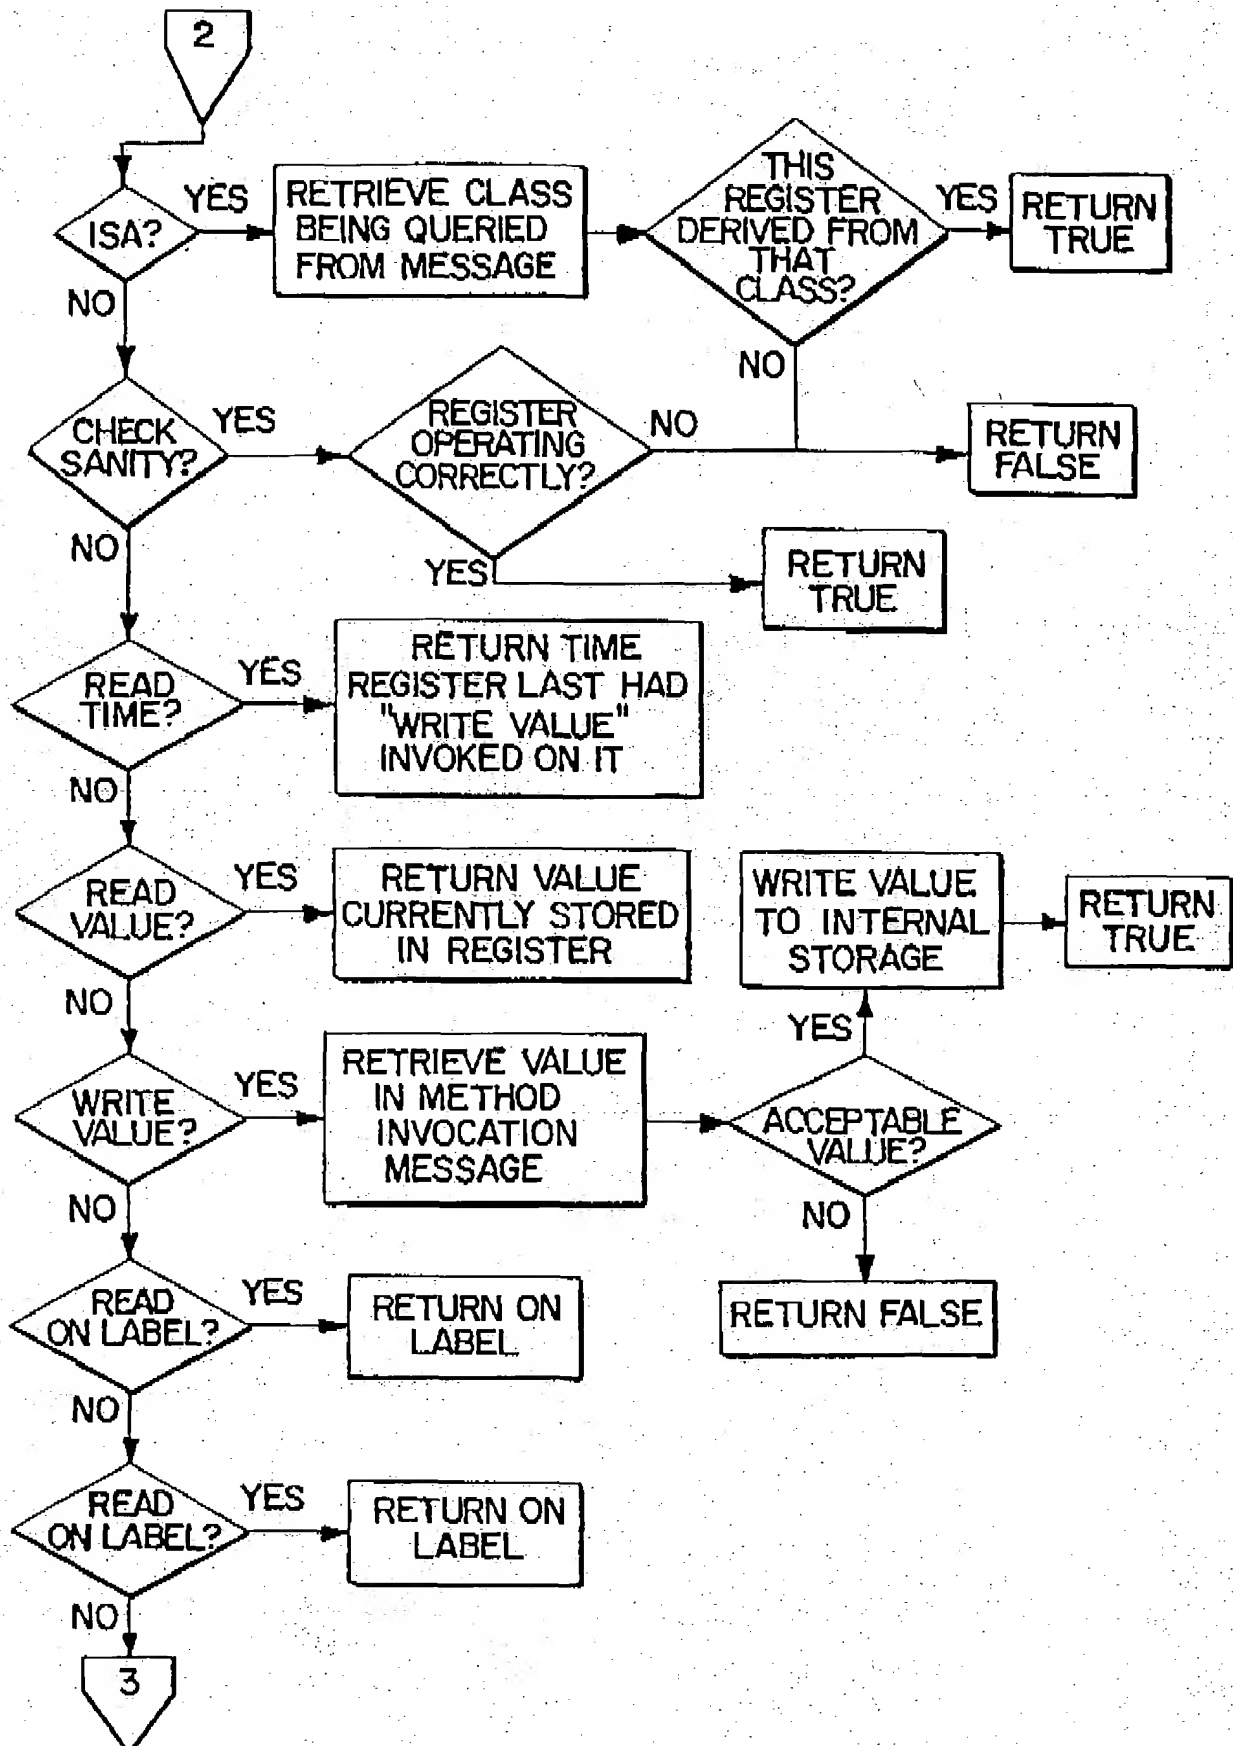 2
ISA?
YES
RETRIEVE CLASS
BEING QUERIED
FROM MESSAGE
THIS
REGISTER
DERIVED FROM
THAT
CLASS?
YES
RETURN
TRUE
NO
NO
CHECK
SANITY?
YES
REGISTER
OPERATING
CORRECTLY?
NO
RETURN
FALSE
NO
YES
RETURN
TRUE
READ
TIME?
YES
RETURN TIME
REGISTER LAST HAD
"WRITE VALUE"
INVOKED ON IT
NO
READ
VALUE?
YES
RETURN VALUE
CURRENTLY STORED
IN REGISTER
WRITE VALUE
TO INTERNAL
STORAGE
RETURN
TRUE
NO
YES
WRITE
VALUE?
YES
RETRIEVE VALUE
IN METHOD
INVOCATION
MESSAGE
ACCEPTABLE
VALUE?
NO
NO
RETURN FALSE
READ
ON LABEL?
YES
RETURN ON
LABEL
NO
READ
ON LABEL?
YES
RETURN ON
LABEL
NO
3